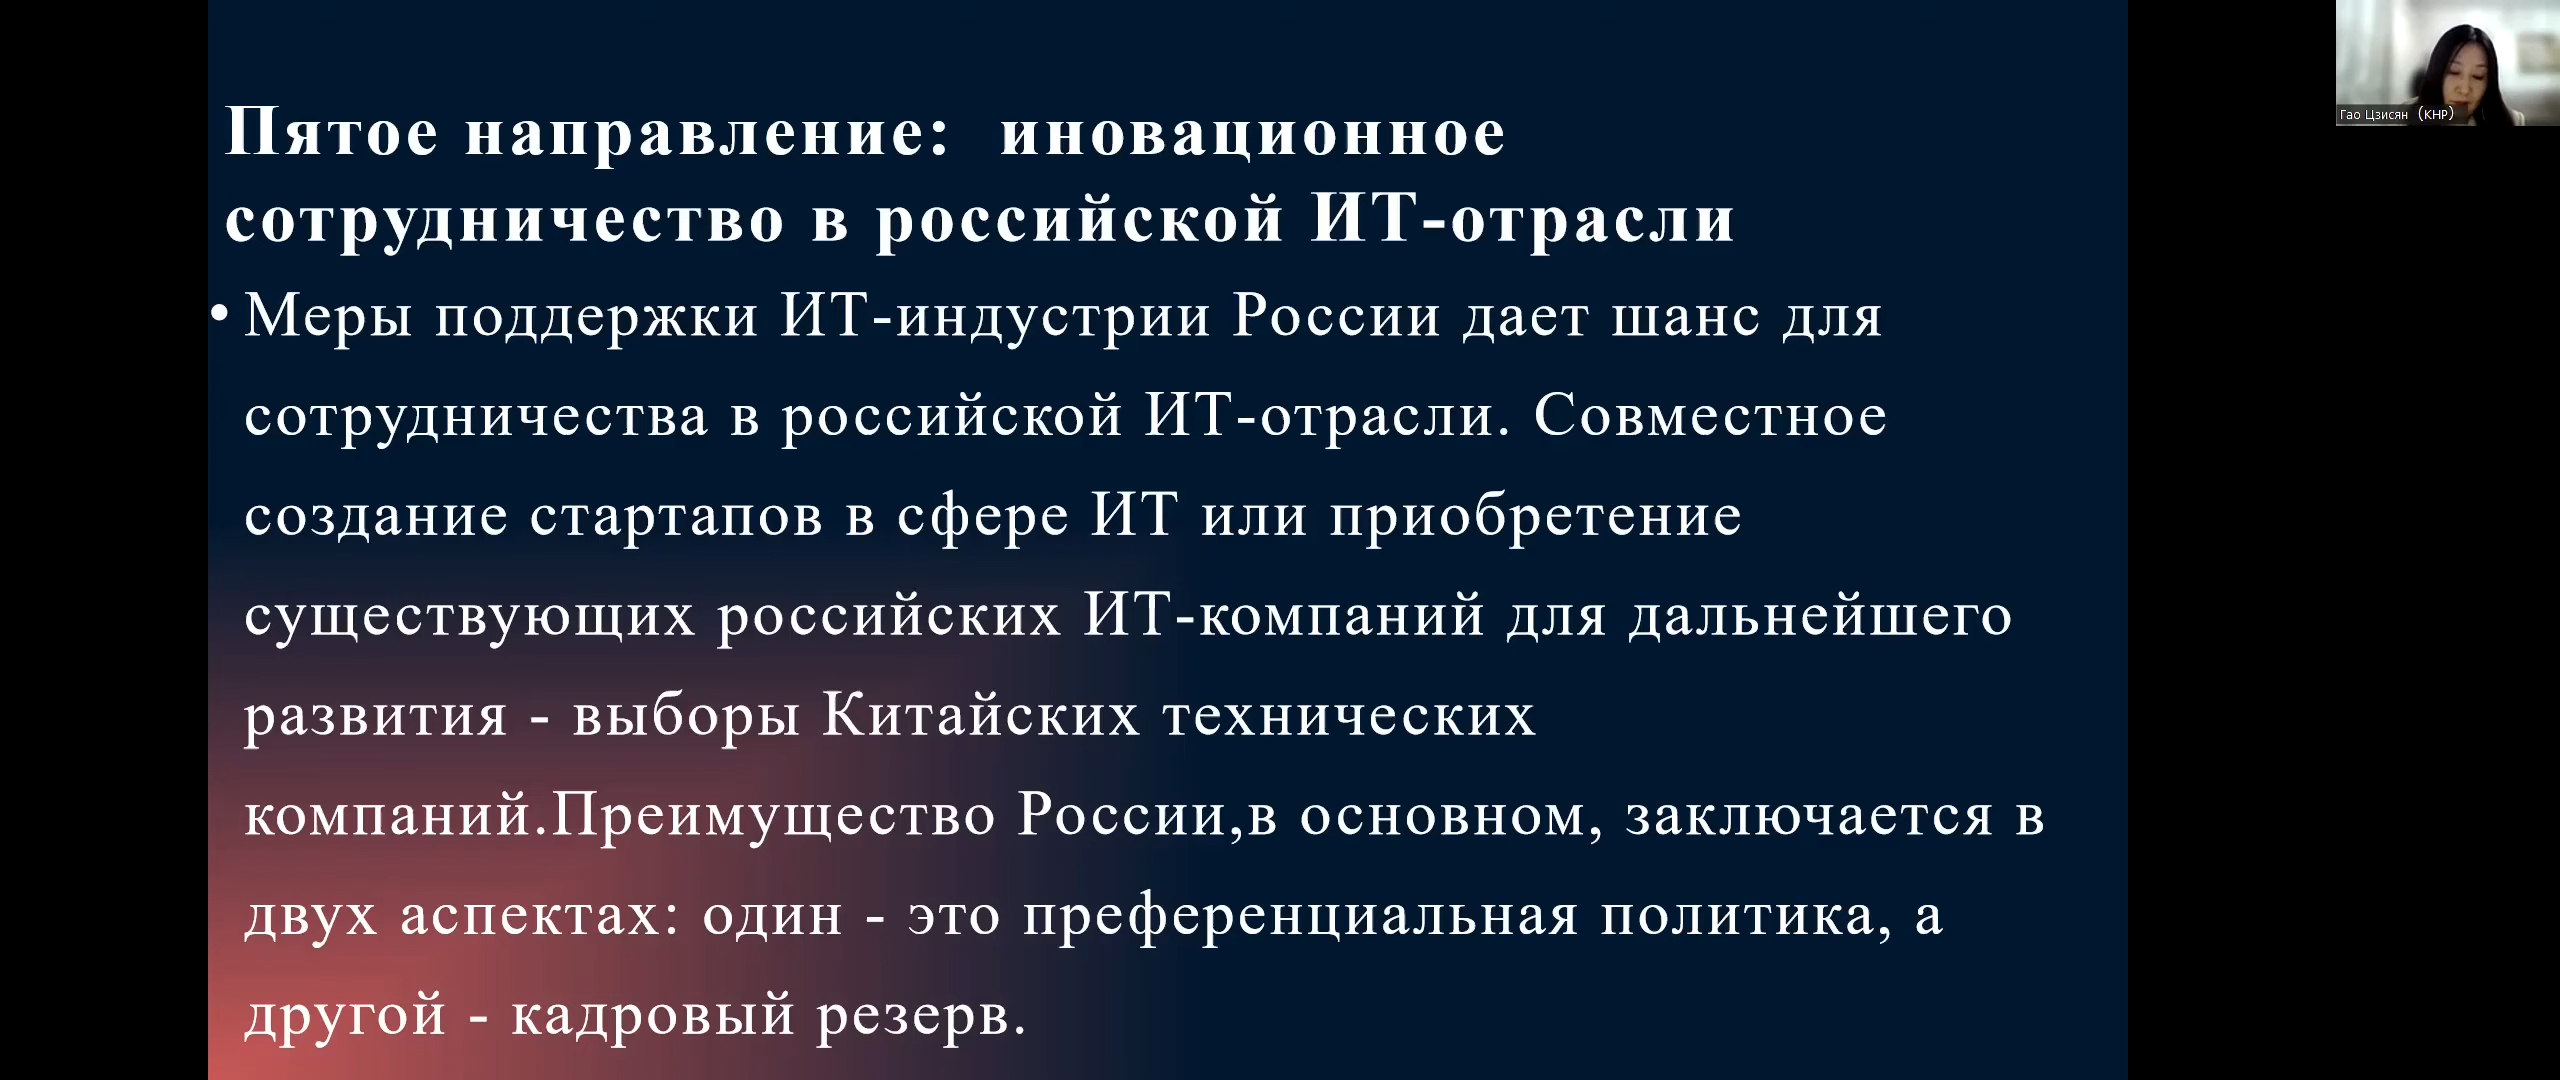 Пятое направление: иновационное
сотрудничество в российской ИТ-отрасли
• Меры поддержки ИТ-индустрии России дает шанс для
сотрудничества в российской ИТ-отрасли. Совместное
создание стартапов в сфере ИТ или приобретение
существующих российских ИТ-компаний для дальнейшего
развития - выборы Китайских технических
компаний.Преимущество России,в основном, заключается в
двух аспектах: один - это преференциальная политика, а
другой - кадровый резерв.
Гао Цзисян (КНР)